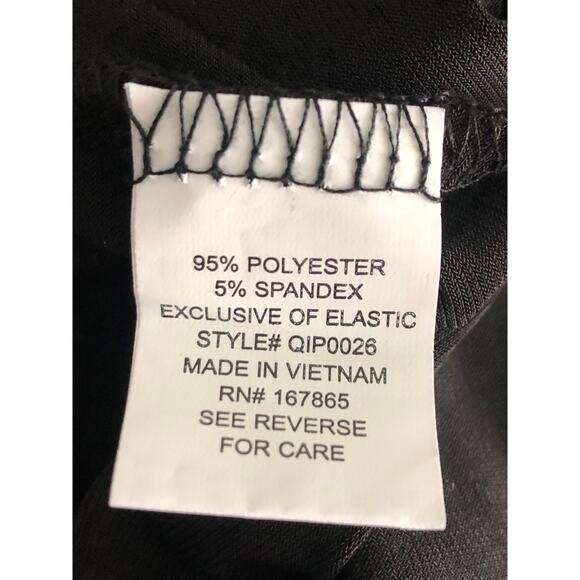 95% POLYESTER
5% SPANDEX
EXCLUSIVE OF ELASTIC
STYLE# QIP0026
MADE IN VIETNAM
RN# 167865
SEE REVERSE
FOR CARE